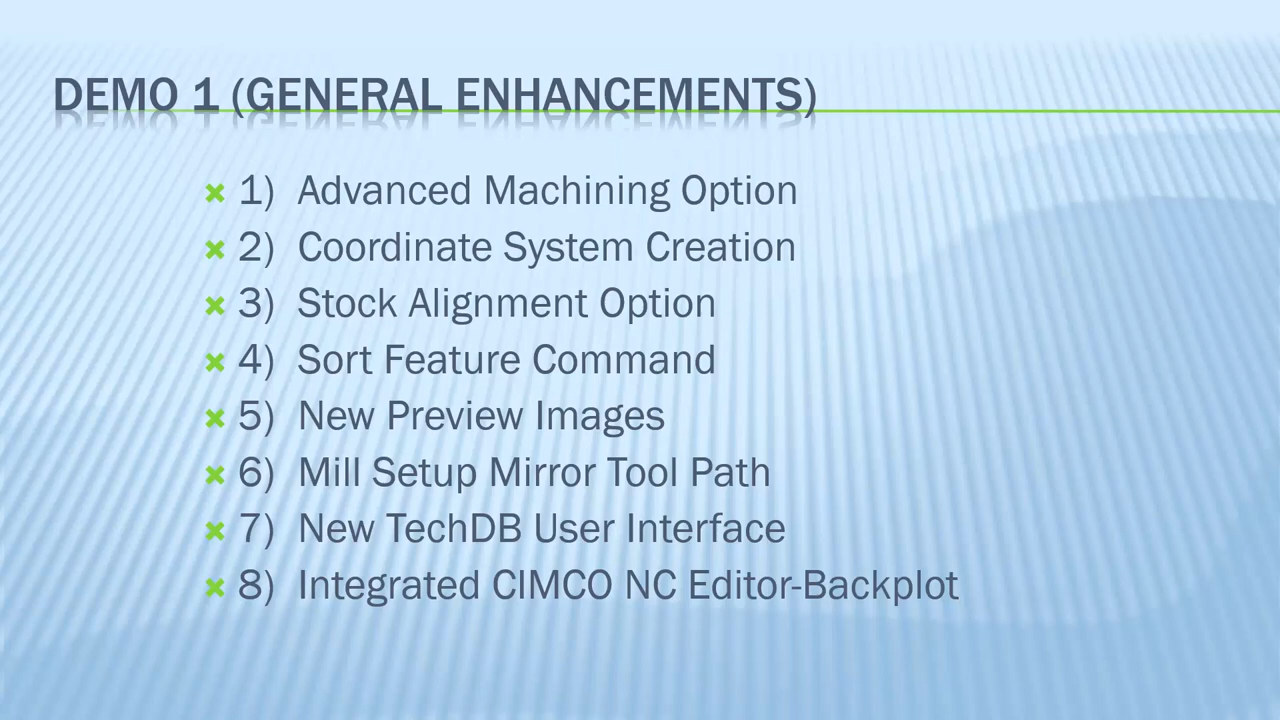 DEMO 1 (GENERAL ENHANCEMENTS)
1) Advanced Machining Option
2) Coordinate System Creation
3) Stock Alignment Option
4) Sort Feature Command
5) New Preview Images
6) Mill Setup Mirror Tool Path
7) New TechDB User Interface
8) Integrated CIMCO NC Editor-Backplot